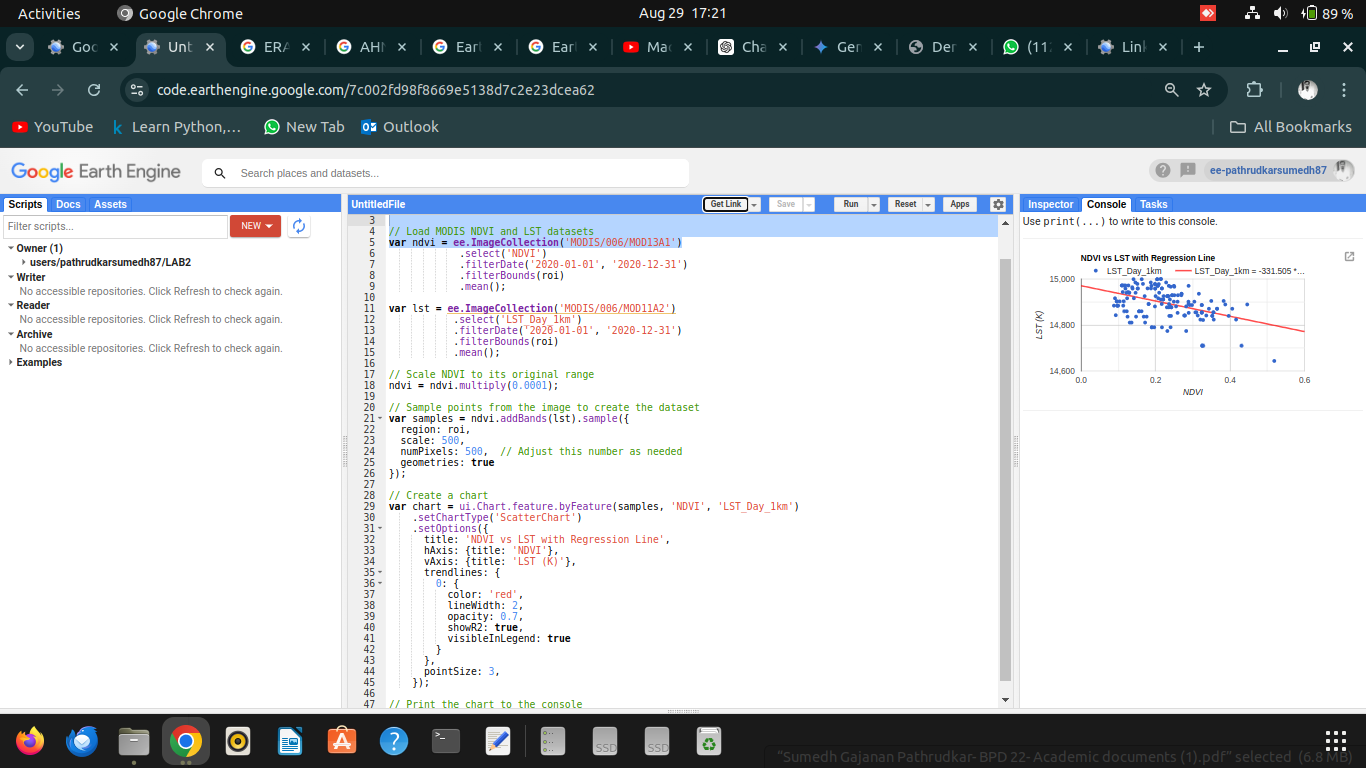 Activities
Google Chrome
Aug 29 17:21
89 %
Goo
Unt
ERA
AHN
Earl
Earl
Mac
Cha
Gen
Der
(112
Link
code.earthengine.google.com/7c002fd98f8669e5138d7c2e23dcea62
YouTube
Learn Python,...
New Tab
Outlook
All Bookmarks
Google Earth Engine
Search places and datasets...
ee-pathrudkarsumedh87
Scripts Docs Assets
Filter scripts...
NEW
Owner (1)
users/pathrudkarsumedh87/LAB2
Writer
No accessible repositories. Click Refresh to check again.
Reader
No accessible repositories. Click Refresh to check again.
Archive
No accessible repositories. Click Refresh to check again.
Examples
UntitledFile
Get Link Save Run Reset Apps
3
4 // Load MODIS NDVI and LST datasets
5 var ndvi = ee.ImageCollection('MODIS/006/MOD13A1')
6 .select('NDVI')
7 .filterDate('2020-01-01', '2020-12-31')
8 .filterBounds(roi)
9 .mean();
10
11 var lst = ee.ImageCollection('MODIS/006/MOD11A2')
12 .select('LST_Day_1km')
13 .filterDate('2020-01-01', '2020-12-31')
14 .filterBounds(roi)
15 .mean();
16
17 // Scale NDVI to its original range
18 ndvi = ndvi.multiply(0.0001);
19
20 // Sample points from the image to create the dataset
21 var samples = ndvi.addBands(lst).sample({
22 region: roi,
23 scale: 500,
24 numPixels: 500, // Adjust this number as needed
25 geometries: true
26 });
27
28 // Create a chart
29 var chart = ui.Chart.feature.byFeature(samples, 'NDVI', 'LST_Day_1km')
30 .setChartType('ScatterChart')
31 .setOptions({
32 title: 'NDVI vs LST with Regression Line',
33 hAxis: {title: 'NDVI'},
34 vAxis: {title: 'LST (K)'},
35 trendlines: {
36 0: {
37 color: 'red',
38 lineWidth: 2,
39 opacity: 0.7,
40 showR2: true,
41 visibleInLegend: true
42 }
43 },
44 pointSize: 3,
45 });
46
47 // Print the chart to the console
Inspector Console Tasks
Use print(...) to write to this console.
NDVI vs LST with Regression Line
LST_Day_1km
LST_Day_1km = -331.505 *...
15,000
14,800
14,600
LST (K)
0.0 0.2 0.4 0.6
NDVI
SSD
SSD
"Sumedh Gajanan Pathrudkar- BPD 22- Academic documents (1).pdf" selected (6.8 MB)